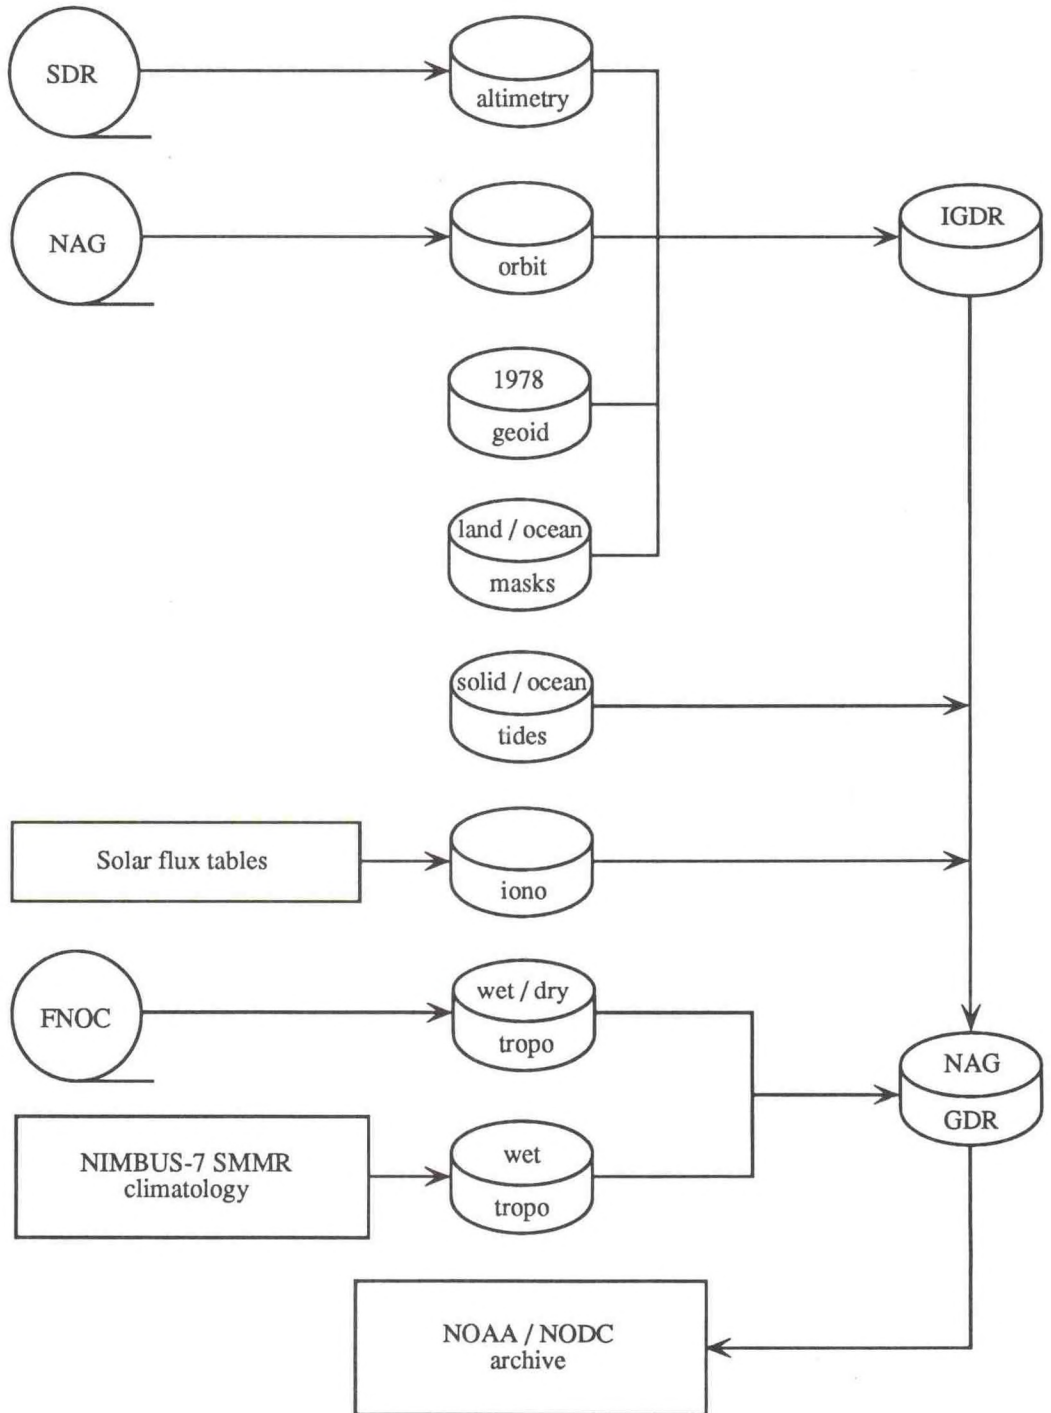 SDR
altimetry
NAG
orbit
IGDR
1978
geoid
land / ocean
masks
solid / ocean
tides
Solar flux tables
iono
FNOC
wet / dry
tropo
NAG
GDR
NIMBUS-7 SMMR
climatology
wet
tropo
NOAA / NODC
archive